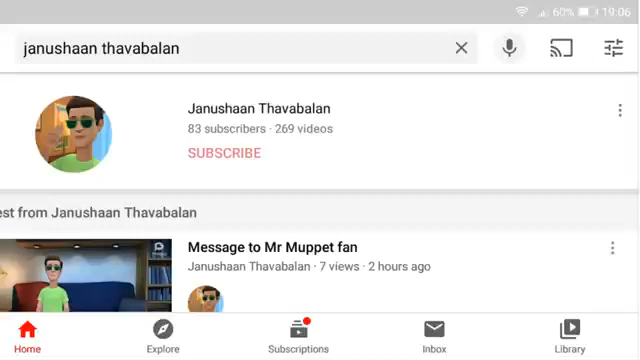 60% 19:06
janushaan thavabalan
Janushaan Thavabalan
83 subscribers · 269 videos
SUBSCRIBE
est from Janushaan Thavabalan
Message to Mr Muppet fan
Janushaan Thavabalan · 7 views · 2 hours ago
Home Explore Subscriptions Inbox Library